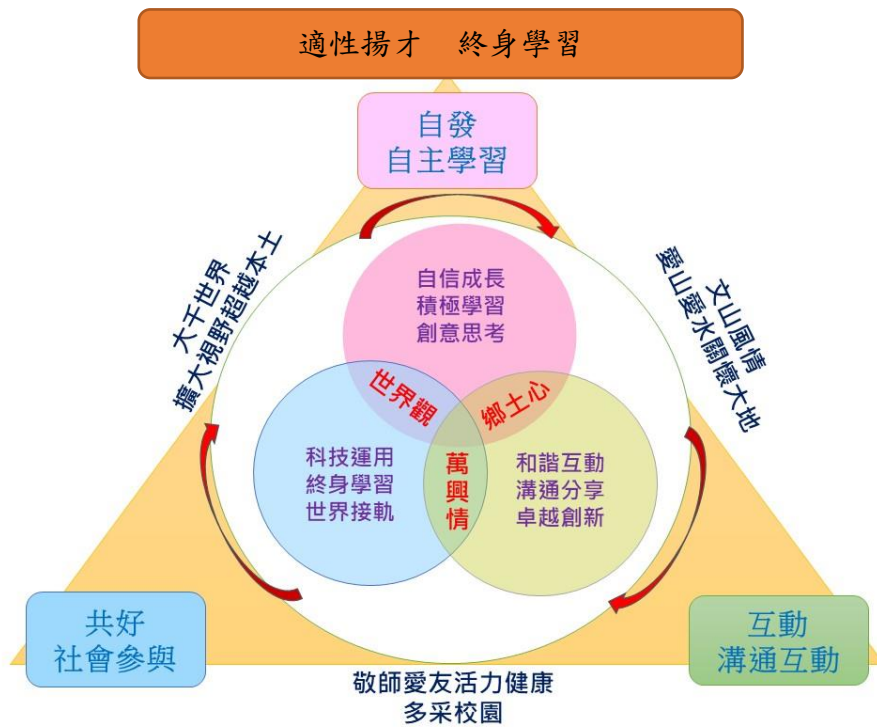 適性揚才 終身學習
自發
自主學習
大千世界
擴大視野超越本土
文山風情
愛山愛水關懷大地
自信成長
積極學習
創意思考
世界觀
鄉土心
萬興情
科技運用
終身學習
世界接軌
和諧互動
溝通分享
卓越創新
共好
社會參與
互動
溝通互動
敬師愛友活力健康
多采校園